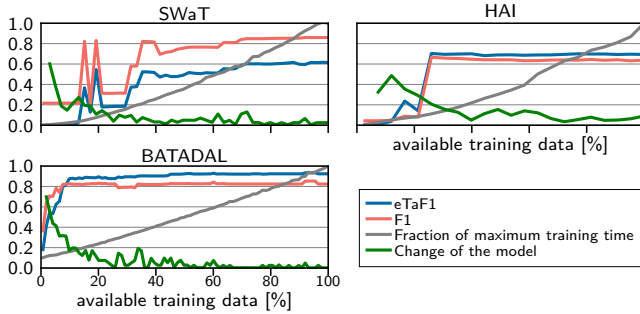 SWaT
HAI
1.0
0.8
0.6
0.4
0.2
0.0
available training data [%]
BATADAL
1.0
0.8
0.6
0.4
0.2
0.0
0 20 40 60 80 100
available training data [%]
eTaF1
F1
Fraction of maximum training time
Change of the model